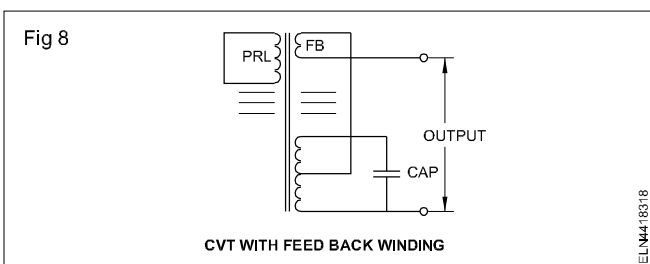 Fig 8
PRL
FB
OUTPUT
CAP
CVT WITH FEED BACK WINDING
ELN4418318